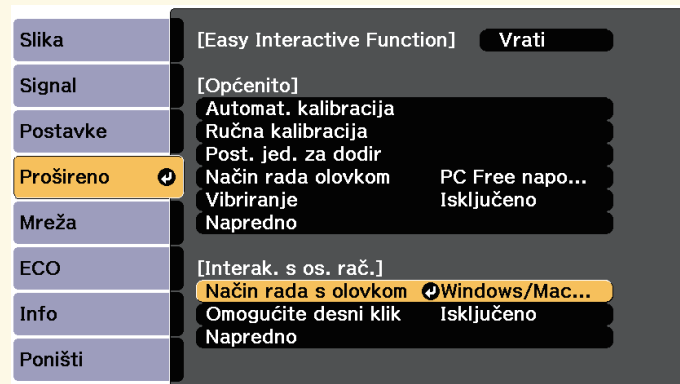 Slika
Signal
Postavke
Prošireno
Mreža
ECO
Info
Poništi
[Easy Interactive Function] Vrati
[Općenito]
Automat. kalibracija
Ručna kalibracija
Post. jed. za dodir
Način rada olovkom PC Free napo...
Vibriranje Isključeno
Napredno
[Interak. s os. rač.]
Način rada s olovkom Windows/Mac...
Omogućite desni klik Isključeno
Napredno